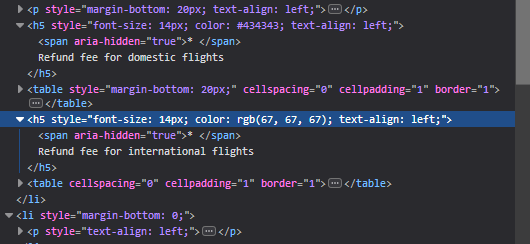 <p style="margin-bottom: 20px; text-align: left;">⋯</p>
<h5 style="font-size: 14px; color: #434343; text-align: left;">
<span aria-hidden="true">* </span>
Refund fee for domestic flights
</h5>
<table style="margin-bottom: 20px;" cellspacing="0" cellpadding="1" border="1">
⋯</table>
<h5 style="font-size: 14px; color: rgb(67, 67, 67); text-align: left;">
<span aria-hidden="true">* </span>
Refund fee for international flights
</h5>
<table cellspacing="0" cellpadding="1" border="1">⋯</table>
</li>
<li style="margin-bottom: 0;">
<p style="text-align: left;">⋯</p>